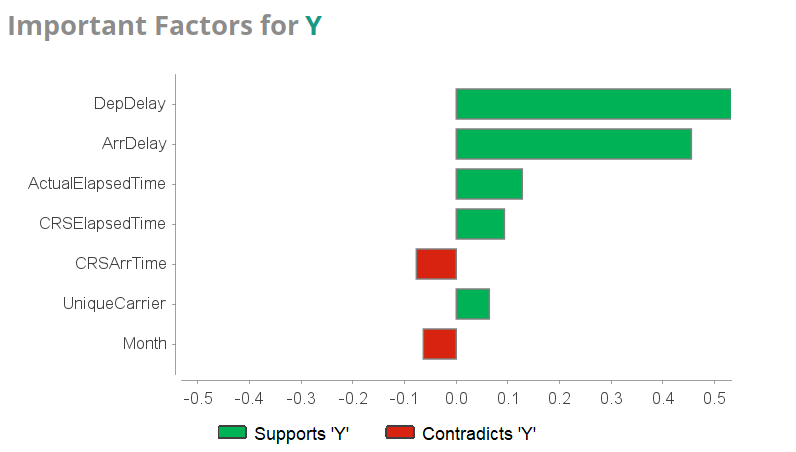 Important Factors for Y
DepDelay
ArrDelay
ActualElapsedTime
CRSElapsedTime
CRSArrTime
UniqueCarrier
Month
-0.5 -0.4 -0.3 -0.2 -0.1 0.0 0.1 0.2 0.3 0.4 0.5
Supports 'Y' Contradicts 'Y'